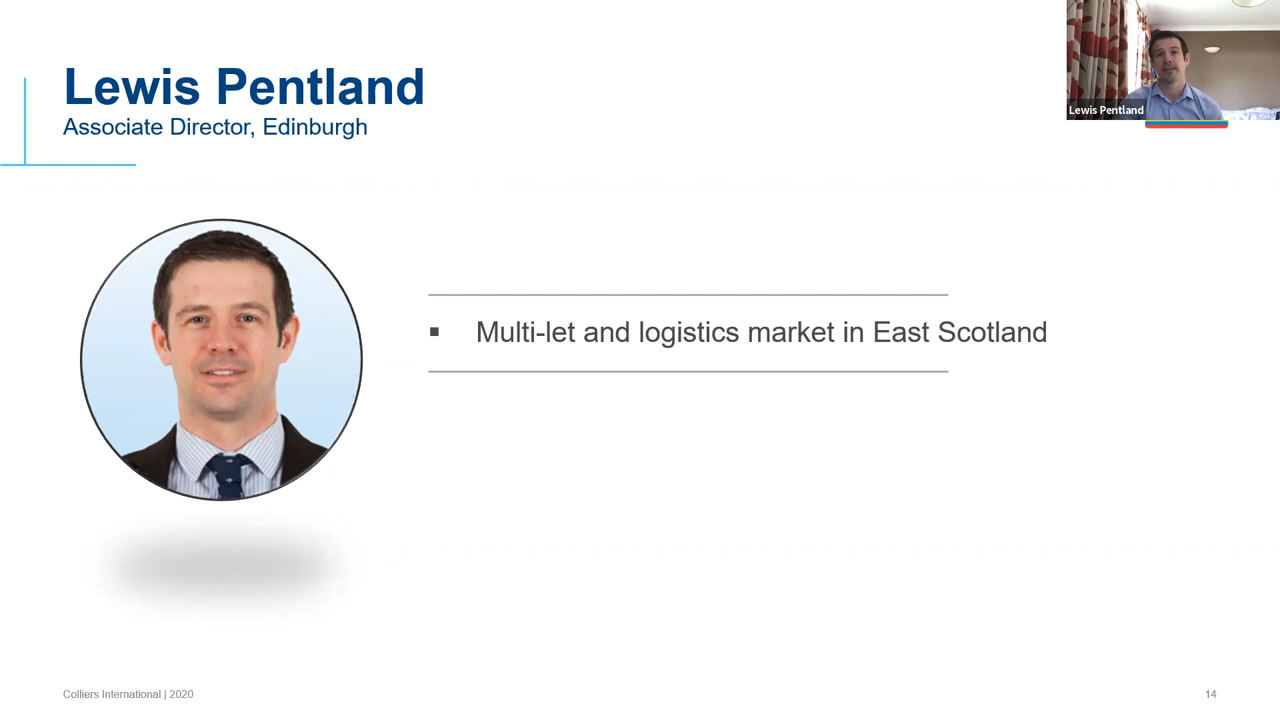 Lewis Pentland
Associate Director, Edinburgh
Lewis Pentland
▪ Multi-let and logistics market in East Scotland
Colliers International | 2020
14